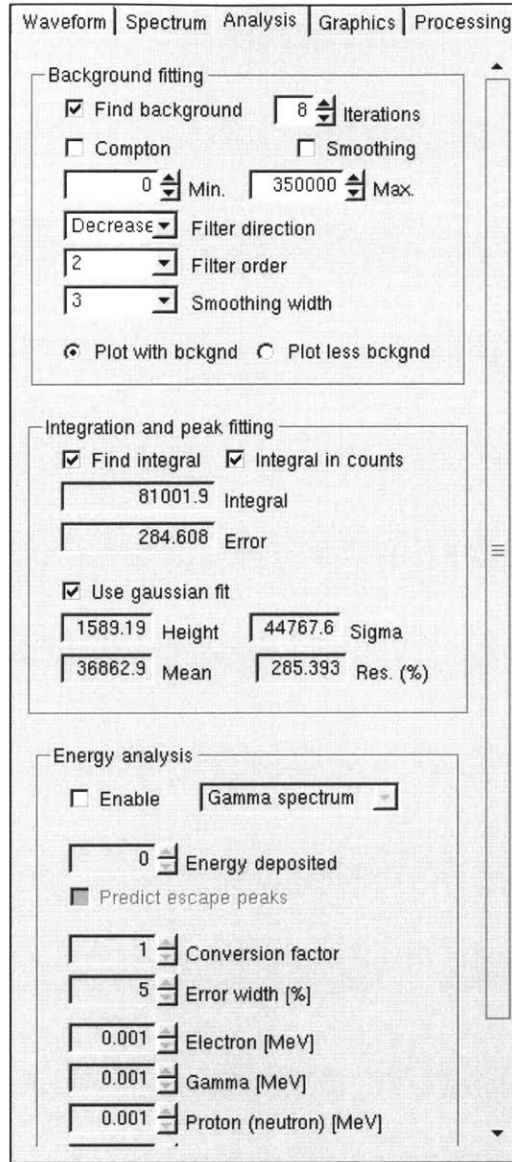 Waveform Spectrum Analysis Graphics Processing
Background fitting
Find background 8 Iterations
Compton Smoothing
0 Min. 350000 Max.
Decrease Filter direction
2 Filter order
3 Smoothing width
Plot with bckgnd Plot less bckgnd
Integration and peak fitting
Find integral Integral in counts
81001.9 Integral
284.608 Error
Use gaussian fit
1589.19 Height 44767.6 Sigma
36862.9 Mean 285.393 Res. (%)
Energy analysis
Enable Gamma spectrum
0 Energy deposited
Predict escape peaks
1 Conversion factor
5 Error width [%]
0.001 Electron [MeV]
0.001 Gamma [MeV]
0.001 Proton (neutron) [MeV]